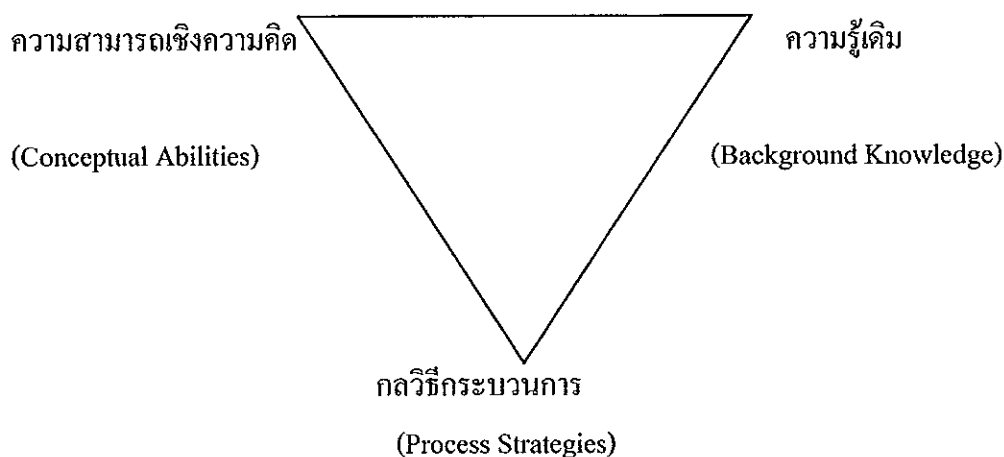 ความสามารถเชิงความคิด
ความรู้เดิม
(Conceptual Abilities)
(Background Knowledge)
กลวิธีกระบวนการ
(Process Strategies)